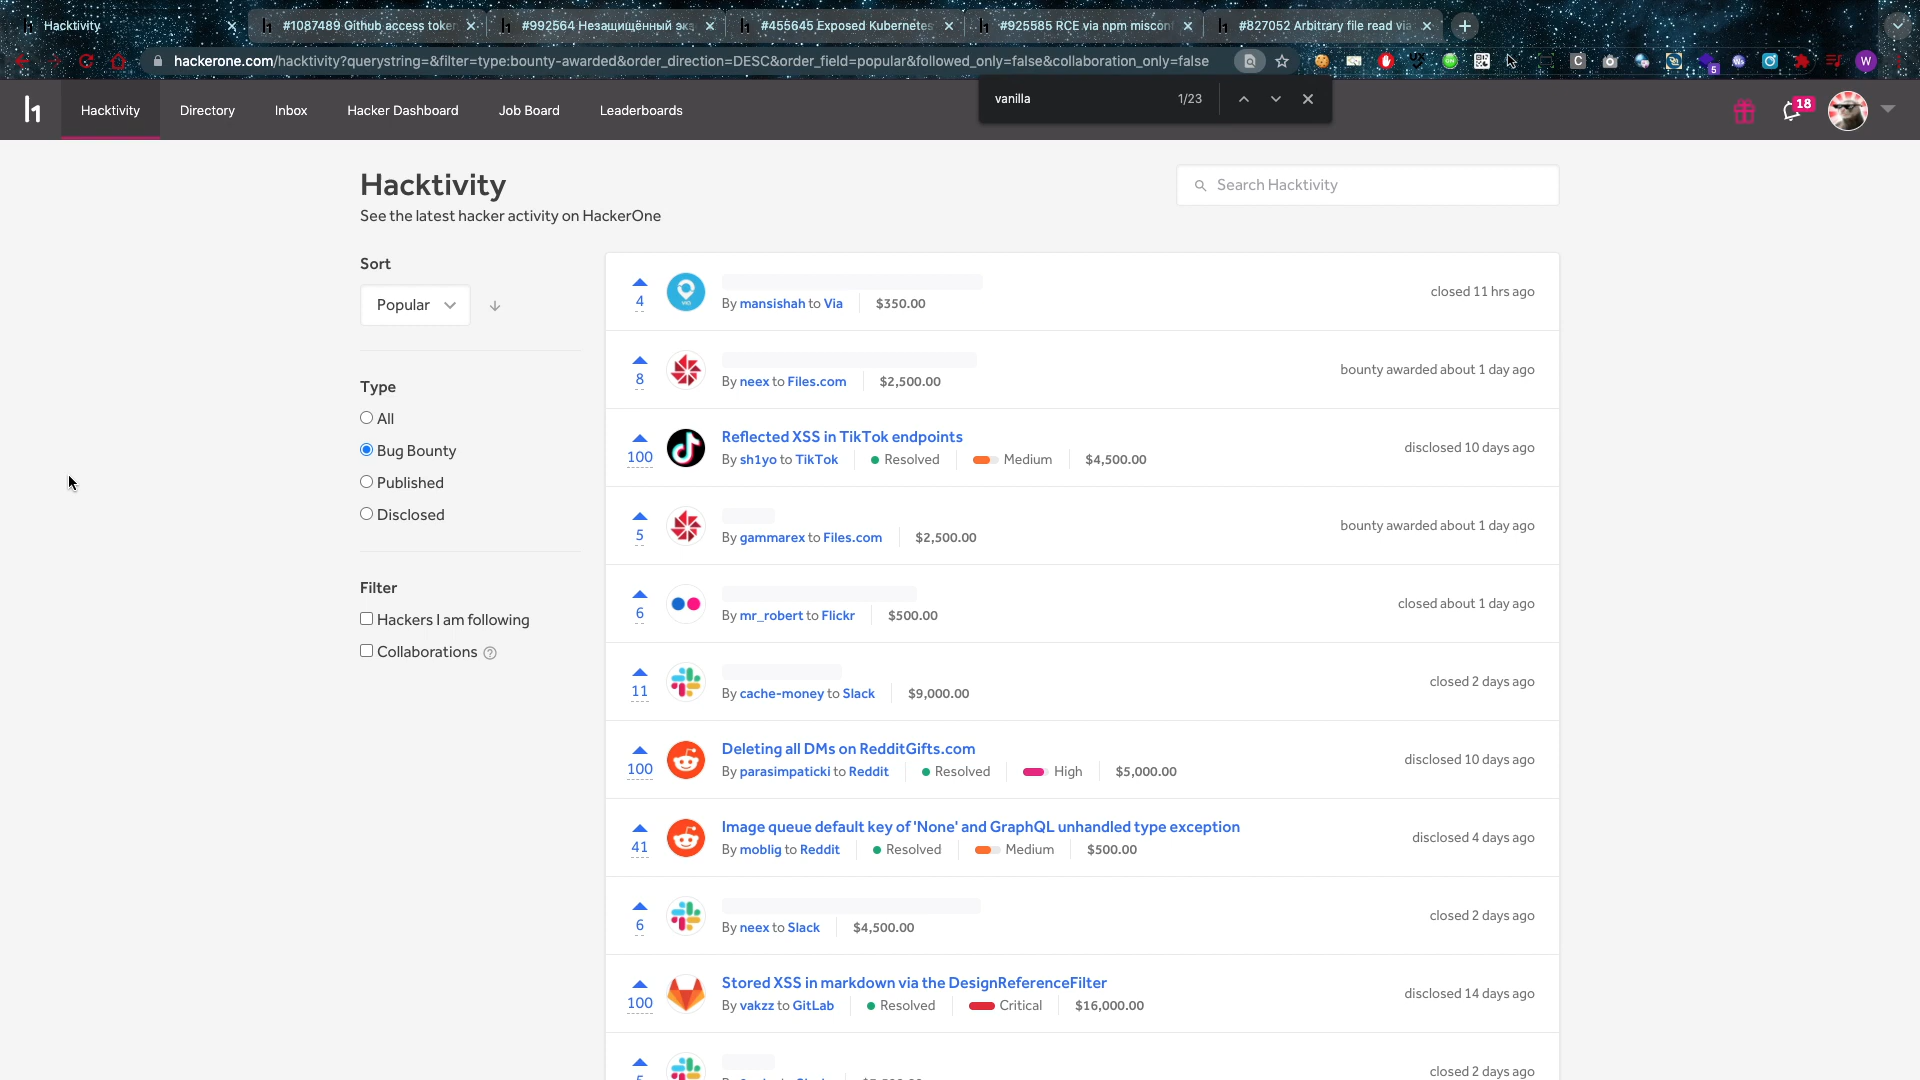 Hacktivity
#1087489 Github access token
#992564 Незащищённый эк
#455645 Exposed Kubernetes
#925585 RCE via npm miscon
#827052 Arbitrary file read via
hackerone.com/hacktivity?querystring=&filter=type:bounty-awarded&order_direction=DESC&order_field=popular&followed_only=false&collaboration_only=false
vanilla 1/23
Hacktivity Directory Inbox Hacker Dashboard Job Board Leaderboards 18
Hacktivity
See the latest hacker activity on HackerOne
Search Hacktivity
Sort
Popular
Type
All
Bug Bounty
Published
Disclosed
Filter
Hackers I am following
Collaborations
4
By mansishah to Via $350.00
closed 11 hrs ago
8
By neex to Files.com $2,500.00
bounty awarded about 1 day ago
100
Reflected XSS in TikTok endpoints
By sh1yo to TikTok Resolved Medium $4,500.00
disclosed 10 days ago
5
By gammarex to Files.com $2,500.00
bounty awarded about 1 day ago
6
By mr_robert to Flickr $500.00
closed about 1 day ago
11
By cache-money to Slack $9,000.00
closed 2 days ago
100
Deleting all DMs on RedditGifts.com
By parasimpaticki to Reddit Resolved High $5,000.00
disclosed 10 days ago
41
Image queue default key of 'None' and GraphQL unhandled type exception
By moblig to Reddit Resolved Medium $500.00
disclosed 4 days ago
6
By neex to Slack $4,500.00
closed 2 days ago
100
Stored XSS in markdown via the DesignReferenceFilter
By vakzz to GitLab Resolved Critical $16,000.00
disclosed 14 days ago
closed 2 days ago